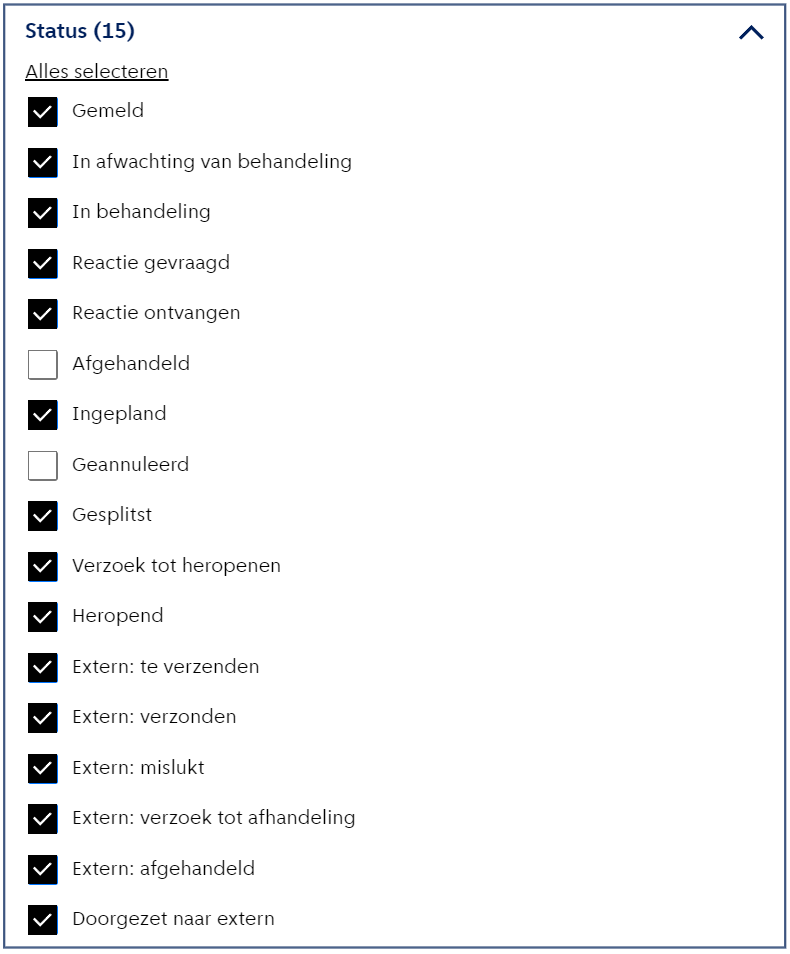 Status (15)
Alles selecteren
Gemeld
In afwachting van behandeling
In behandeling
Reactie gevraagd
Reactie ontvangen
Afgehandeld
Ingepland
Geannuleerd
Gesplitst
Verzoek tot heropenen
Heropend
Extern: te verzenden
Extern: verzonden
Extern: mislukt
Extern: verzoek tot afhandeling
Extern: afgehandeld
Doorgezet naar extern